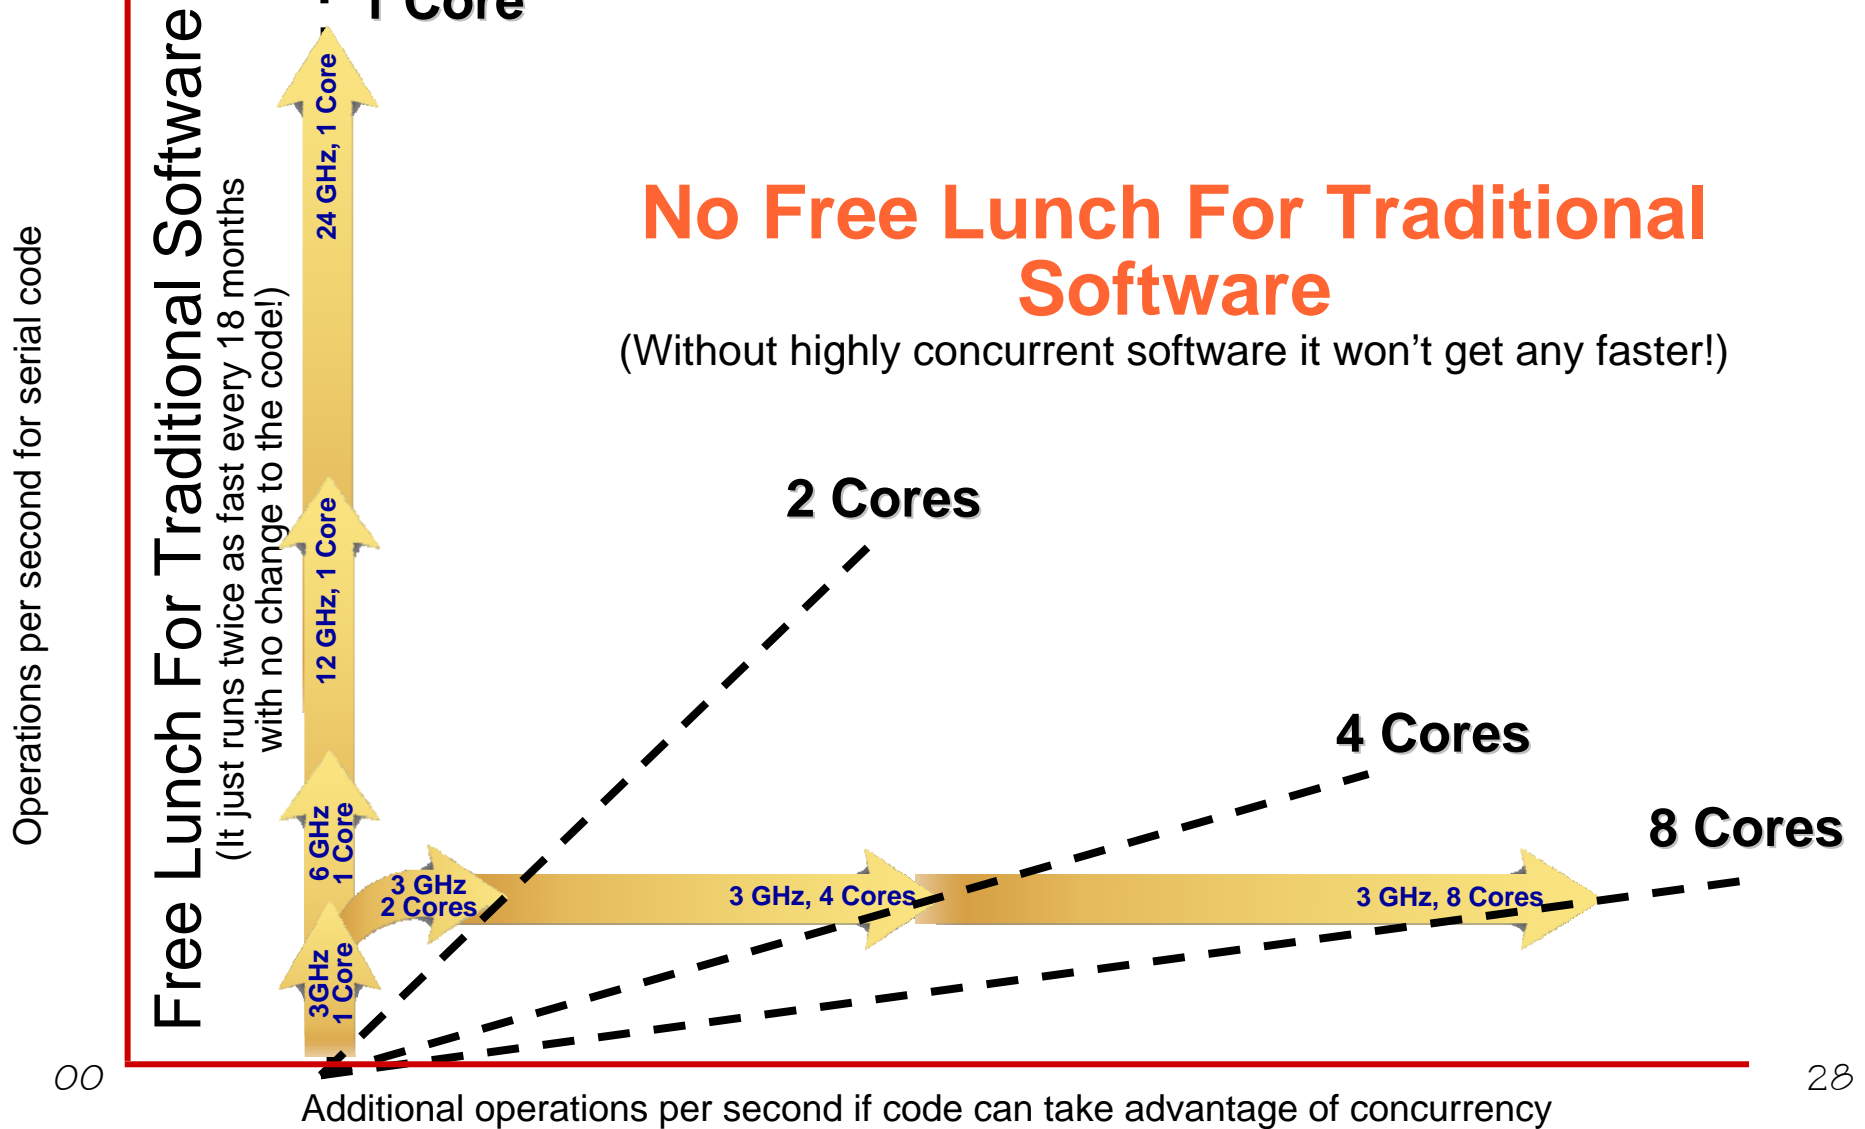 1 Core
Operations per second for serial code
Free Lunch For Traditional Software
(It just runs twice as fast every 18 months
with no change to the code!)
24 GHz, 1 Core
12 GHz, 1 Core
6 GHz
1 Core
3GHz
1 Core
No Free Lunch For Traditional
Software
(Without highly concurrent software it won't get any faster!)
2 Cores
4 Cores
8 Cores
3 GHz
2 Cores
3 GHz, 4 Cores
3 GHz, 8 Cores
00
28
Additional operations per second if code can take advantage of concurrency